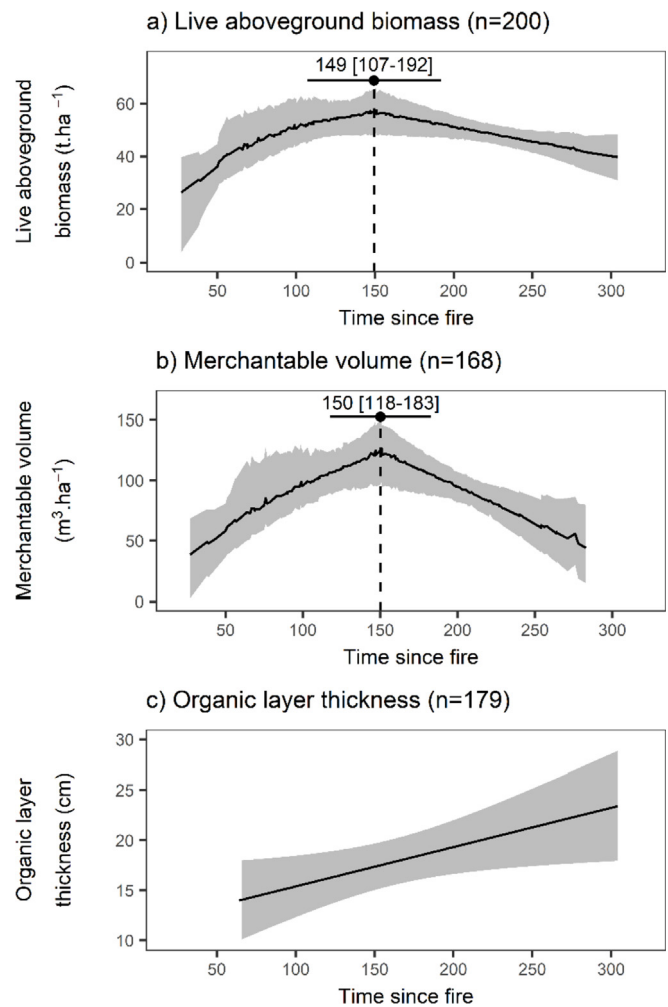 a) Live aboveground biomass (n=200)
149 [107-192]
Live aboveground
biomass (t.ha⁻¹)
60
40
20
0
50 100 150 200 250 300
Time since fire
b) Merchantable volume (n=168)
150 [118-183]
Merchantable volume
(m³.ha⁻¹)
150
100
50
0
50 100 150 200 250 300
Time since fire
c) Organic layer thickness (n=179)
Organic layer
thickness (cm)
30
25
20
15
10
50 100 150 200 250 300
Time since fire